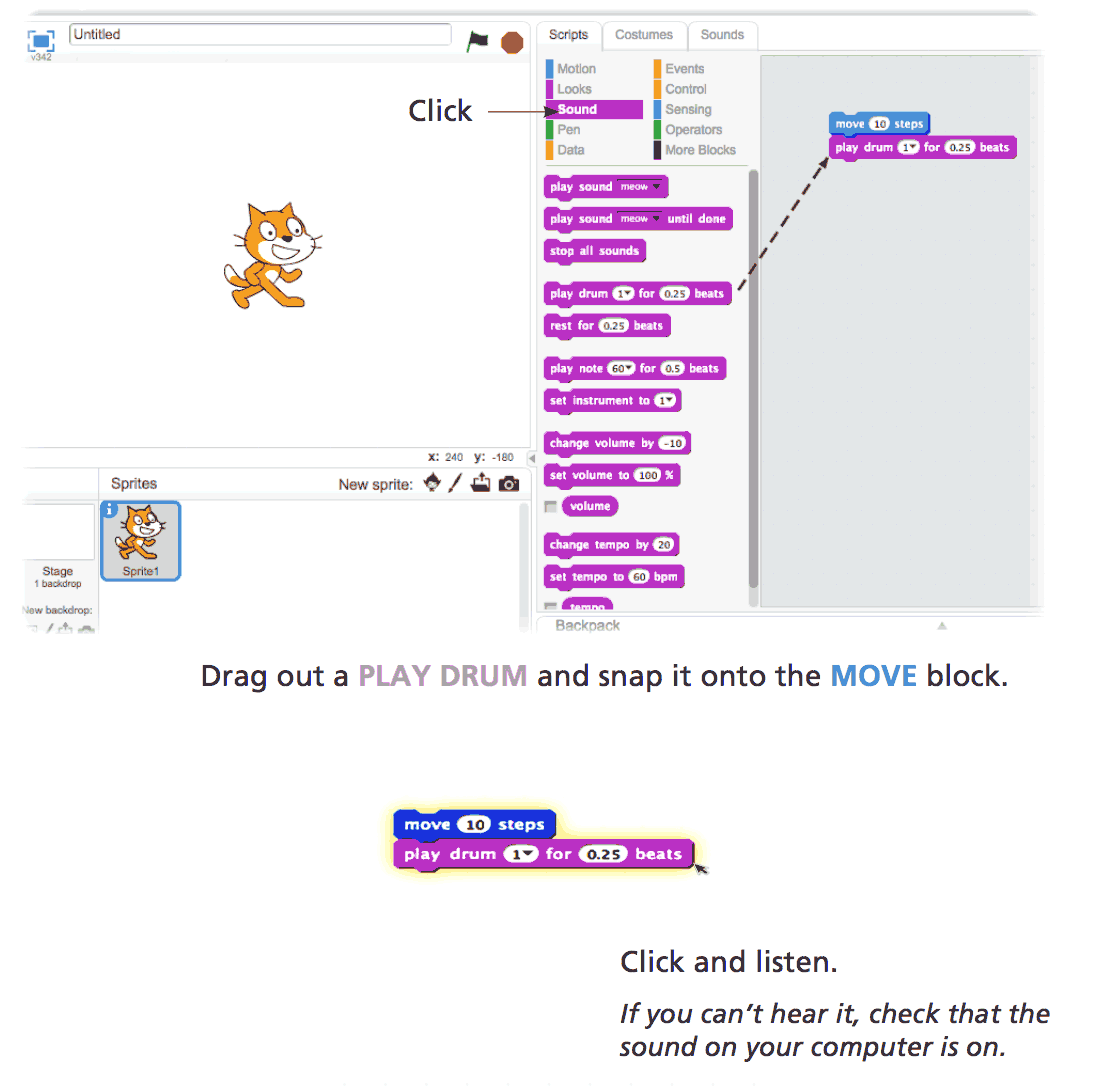 Untitled
v342
Scripts
Costumes
Sounds
Click
Motion
Looks
Sound
Pen
Data
Events
Control
Sensing
Operators
More Blocks
play sound meow
play sound meow until done
stop all sounds
play drum 1 for 0.25 beats
rest for 0.25 beats
play note 60 for 0.5 beats
set instrument to 1
change volume by -10
set volume to 100 %
volume
change tempo by 20
set tempo to 60 bpm
tempo
move 10 steps
play drum 1 for 0.25 beats
x: 240 y: -180
Sprites
New sprite:
Sprite1
Stage
1 backdrop
New backdrop:
Backpack
Drag out a PLAY DRUM and snap it onto the MOVE block.
move 10 steps
play drum 1 for 0.25 beats
Click and listen.
If you can’t hear it, check that the
sound on your computer is on.